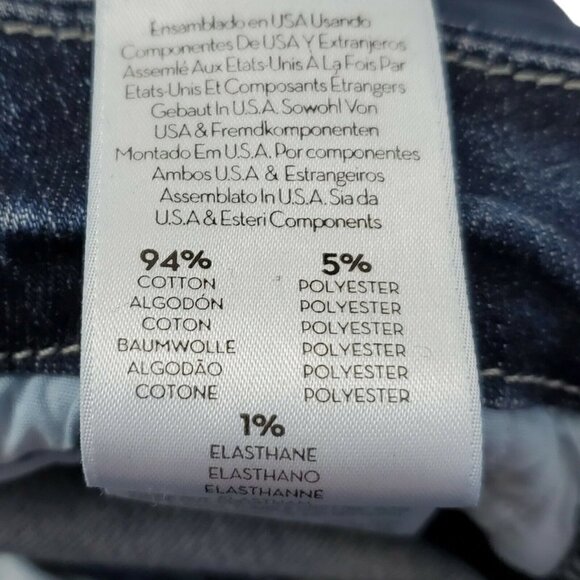 Ensamblado en USA Usando
Componentes De USA Y Extranjeros
Assemlé Aux Etats-Unis À La Fois Par
Etats-Unis Et Composants Étrangers
Gebaut In U.S.A. Sowohl Von
USA & Fremdkomponenten
Montado Em U.S.A. Por componentes
Ambos U.S.A & Estrangeiros
Assemblato In U.S.A. Sia da
U.S.A & Esteri Components
94% 5%
COTTON POLYESTER
ALGODÓN POLYESTER
COTON POLYESTER
BAUMWOLLE POLYESTER
ALGODÃO POLYESTER
COTONE POLYESTER
1%
ELASTHANE
ELASTHANO
ELASTHANNE